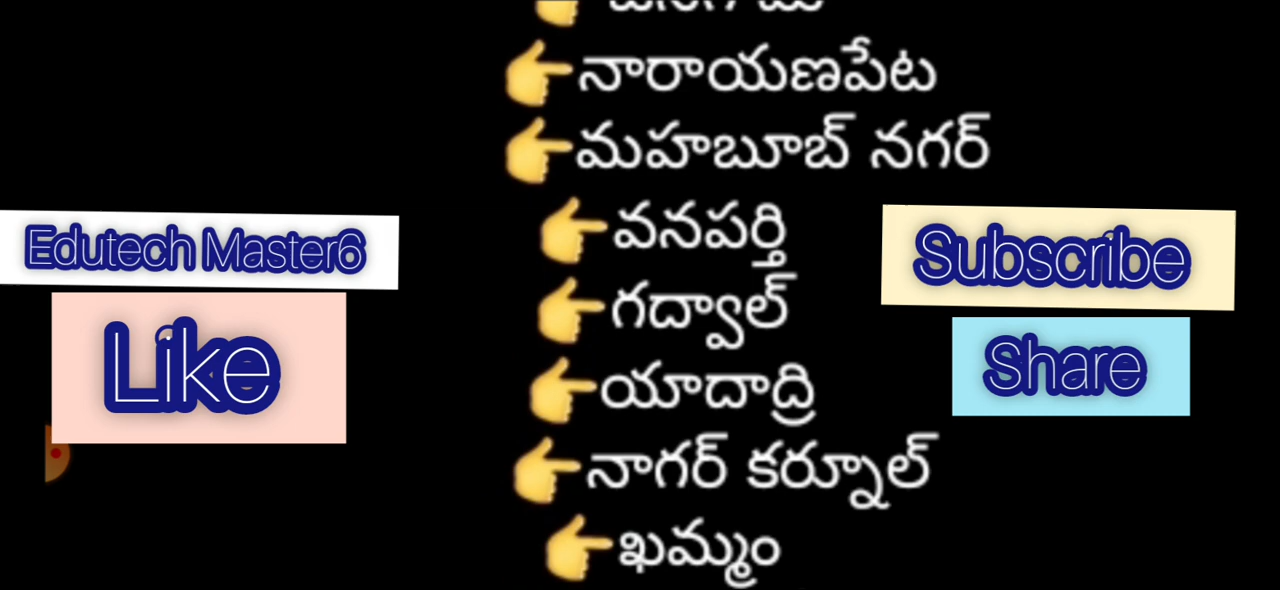 నారాయణపేట
మహబూబ్ నగర్
వనపర్తి
గద్వాల్
యాదాద్రి
నాగర్ కర్నూల్
ఖమ్మం
Edutech Master6
Like
Subscribe
Share